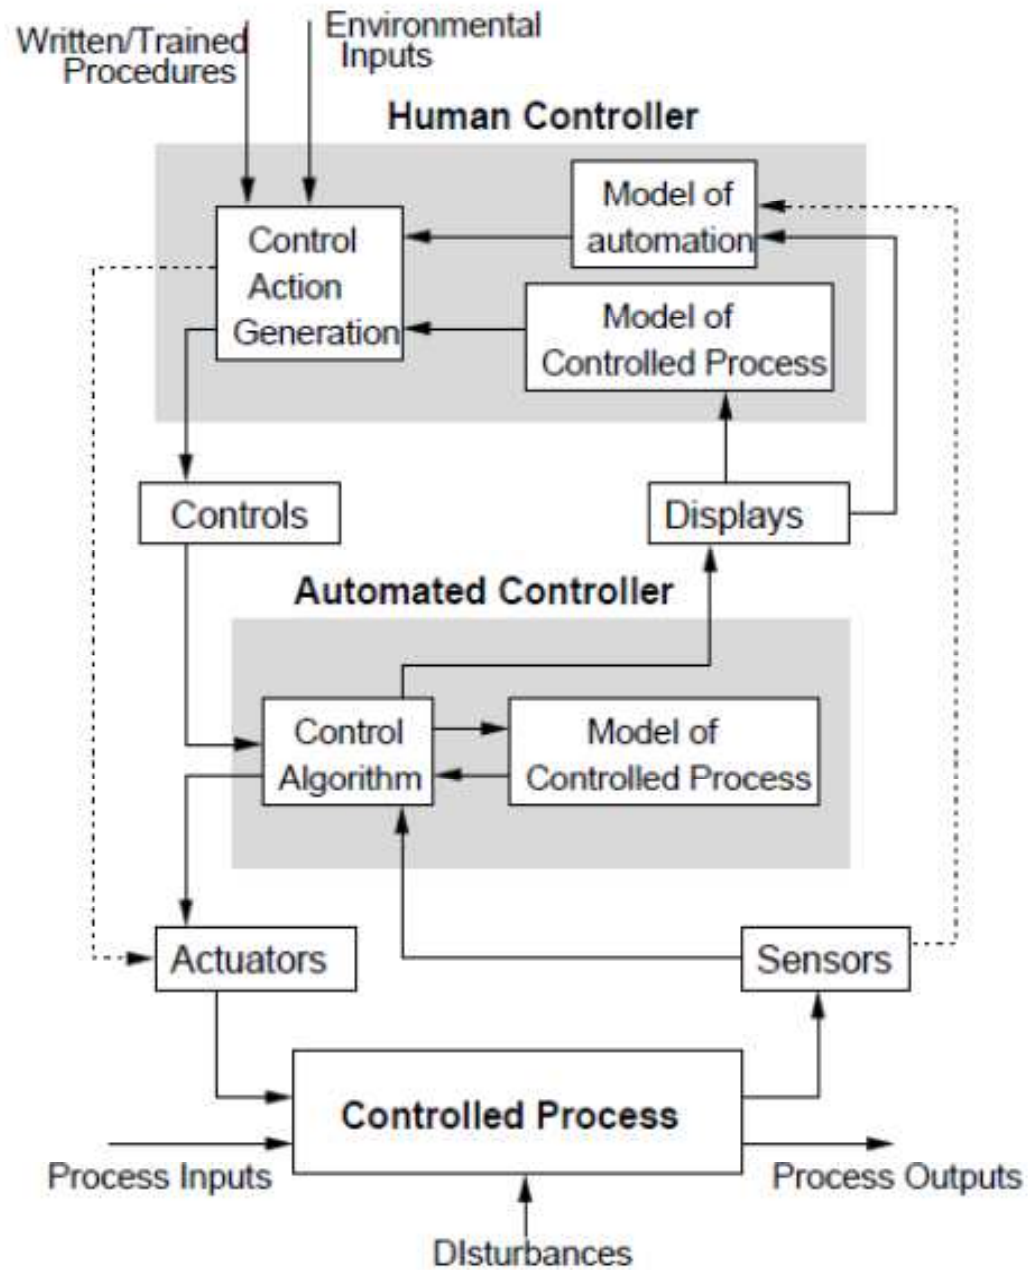 Written/Trained
Procedures
Environmental
Inputs
Human Controller
Control
Action
Generation
Model of
automation
Model of
Controlled Process
Controls
Displays
Automated Controller
Control
Algorithm
Model of
Controlled Process
Actuators
Sensors
Controlled Process
Process Inputs
Process Outputs
DIsturbances